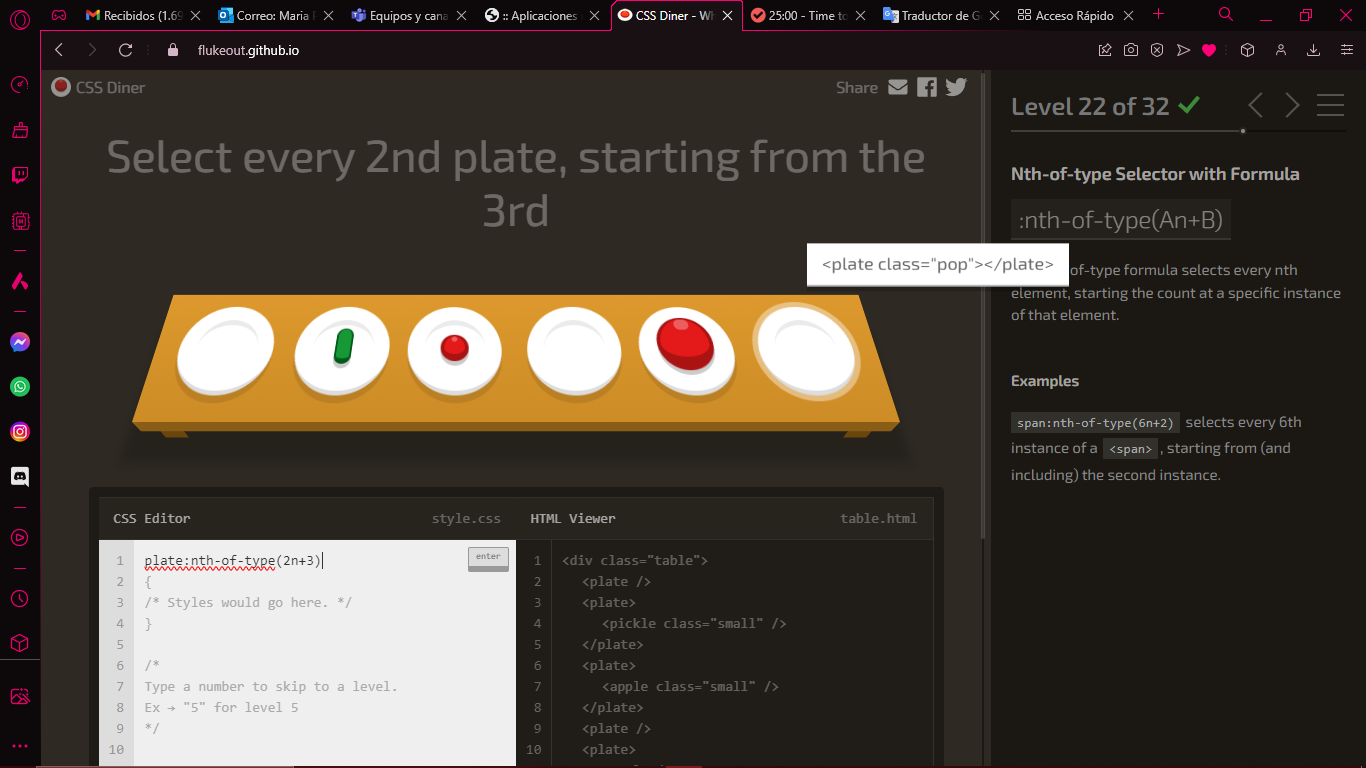 Recibidos (1.69
Correo: Maria F
Equipos y cana
:: Aplicaciones
CSS Diner - Wh
25:00 - Time to
Traductor de G
Acceso Rápido
flukeout.github.io
CSS Diner
Share
Select every 2nd plate, starting from the
3rd
<plate class="pop"></plate>
Level 22 of 32
Nth-of-type Selector with Formula
:nth-of-type(An+B)
of-type formula selects every nth
element, starting the count at a specific instance
of that element.
Examples
span:nth-of-type(6n+2) selects every 6th
instance of a <span>, starting from (and
including) the second instance.
CSS Editor
style.css
1 plate:nth-of-type(2n+3)
enter
2 {
3 /* Styles would go here. */
4 }
5
6 /*
7 Type a number to skip to a level.
8 Ex → "5" for level 5
9 */
10
HTML Viewer
table.html
1 <div class="table">
2 <plate />
3 <plate>
4 <pickle class="small" />
5 </plate>
6 <plate>
7 <apple class="small" />
8 </plate>
9 <plate />
10 <plate>